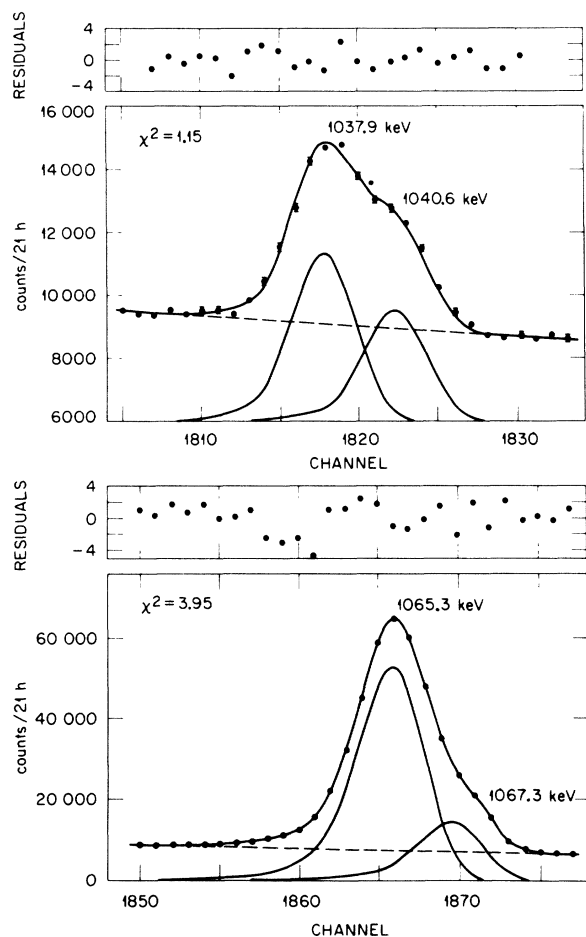 RESIDUALS
4
0
−4
counts/21 h
16 000
14 000
12 000
10000
8000
6000
χ² = 1.15
1037.9 keV
1040.6 keV
1810
1820
1830
CHANNEL
RESIDUALS
4
0
−4
counts/21 h
60 000
40 000
20 000
0
χ² = 3.95
1065.3 keV
1067.3 keV
1850
1860
1870
CHANNEL